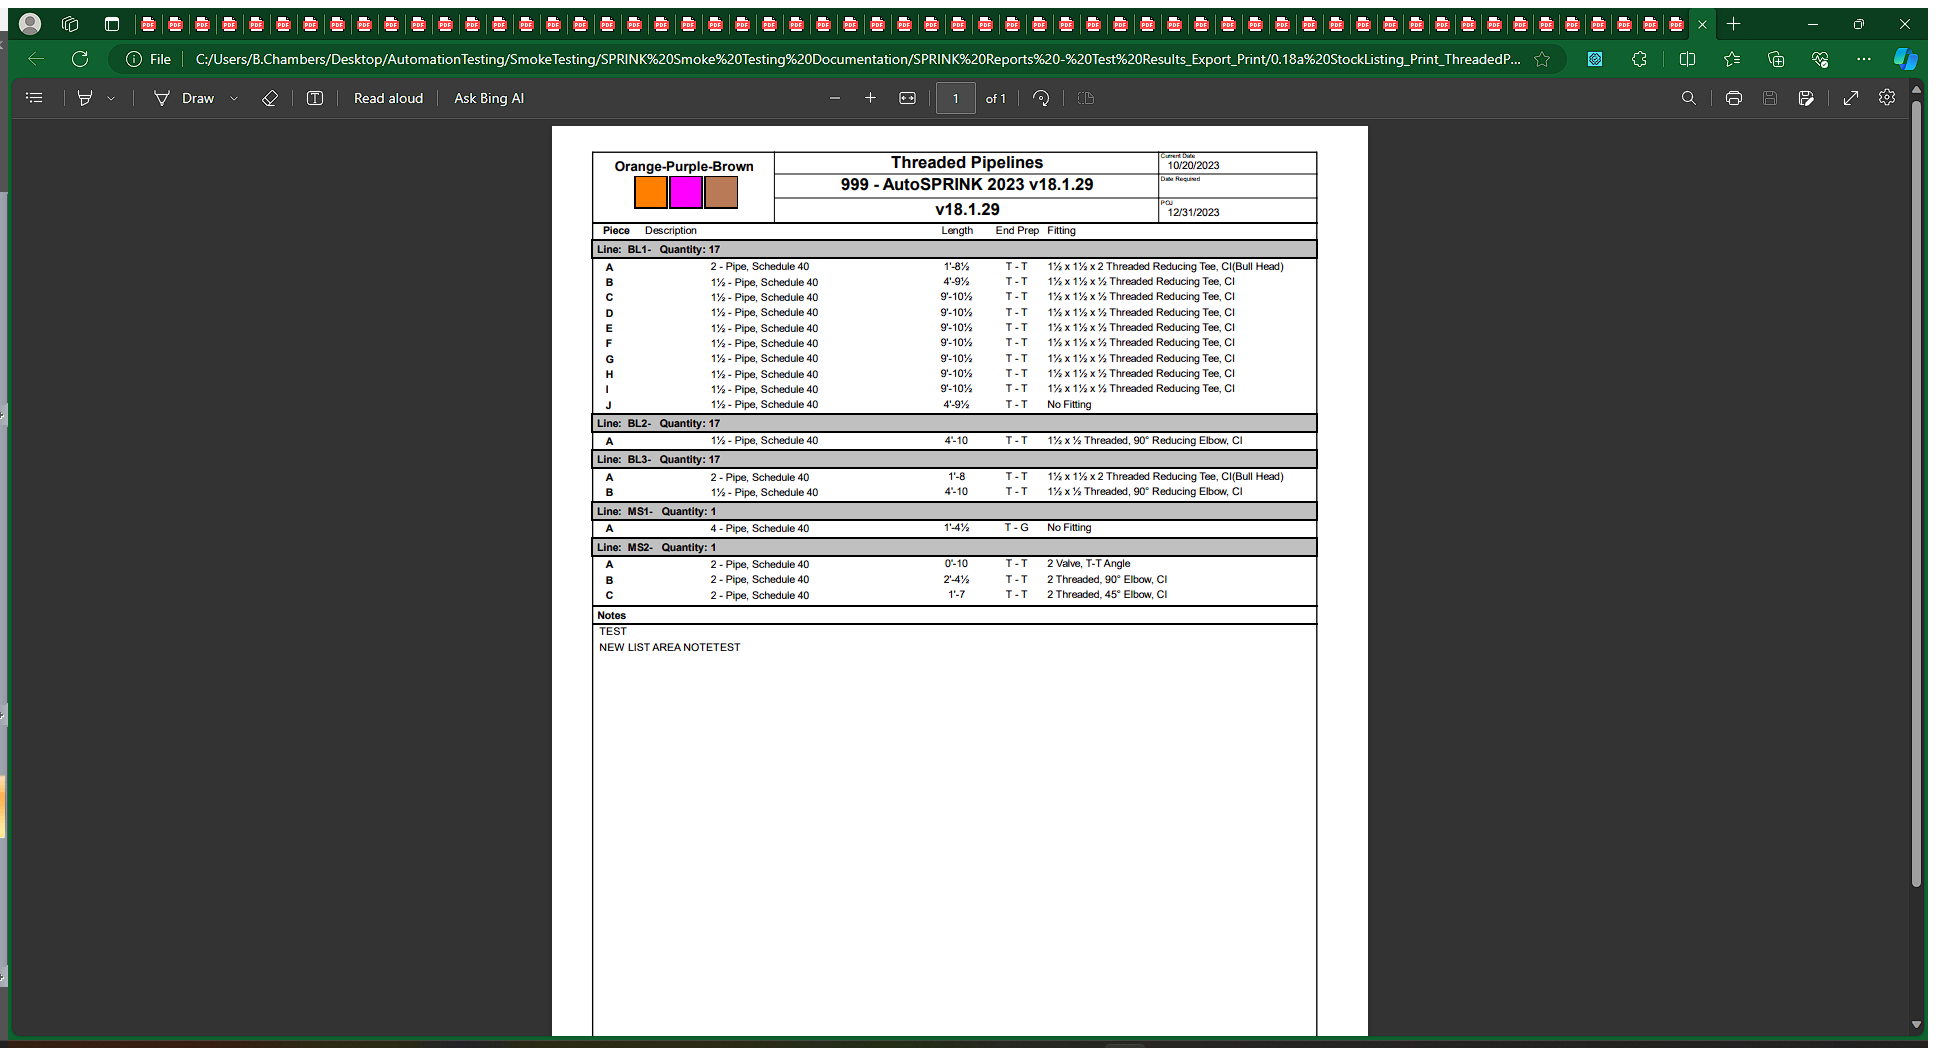 File C:/Users/B.Chambers/Desktop/AutomationTesting/SmokeTesting/SPRINK%20Smoke%20Testing%20Documentation/SPRINK%20Reports%20-%20Test%20Results_Export_Print/0.18a%20StockListing_Print_ThreadedP...
Draw Read aloud Ask Bing AI 1 of 1
Orange-Purple-Brown
Threaded Pipelines
999 - AutoSPRINK 2023 v18.1.29
v18.1.29
Current Date
10/20/2023
Date Required
POJ
12/31/2023
Piece Description Length End Prep Fitting
Line: BL1- Quantity: 17
A 2 - Pipe, Schedule 40 1'-8½ T - T 1½ x 1½ x 2 Threaded Reducing Tee, CI(Bull Head)
B 1½ - Pipe, Schedule 40 4'-9½ T - T 1½ x 1½ x ½ Threaded Reducing Tee, CI
C 1½ - Pipe, Schedule 40 9'-10½ T - T 1½ x 1½ x ½ Threaded Reducing Tee, CI
D 1½ - Pipe, Schedule 40 9'-10½ T - T 1½ x 1½ x ½ Threaded Reducing Tee, CI
E 1½ - Pipe, Schedule 40 9'-10½ T - T 1½ x 1½ x ½ Threaded Reducing Tee, CI
F 1½ - Pipe, Schedule 40 9'-10½ T - T 1½ x 1½ x ½ Threaded Reducing Tee, CI
G 1½ - Pipe, Schedule 40 9'-10½ T - T 1½ x 1½ x ½ Threaded Reducing Tee, CI
H 1½ - Pipe, Schedule 40 9'-10½ T - T 1½ x 1½ x ½ Threaded Reducing Tee, CI
I 1½ - Pipe, Schedule 40 9'-10½ T - T 1½ x 1½ x ½ Threaded Reducing Tee, CI
J 1½ - Pipe, Schedule 40 4'-9½ T - T No Fitting
Line: BL2- Quantity: 17
A 1½ - Pipe, Schedule 40 4'-10 T - T 1½ x ½ Threaded, 90° Reducing Elbow, CI
Line: BL3- Quantity: 17
A 2 - Pipe, Schedule 40 1'-8 T - T 1½ x 1½ x 2 Threaded Reducing Tee, CI(Bull Head)
B 1½ - Pipe, Schedule 40 4'-10 T - T 1½ x ½ Threaded, 90° Reducing Elbow, CI
Line: MS1- Quantity: 1
A 4 - Pipe, Schedule 40 1'-4½ T - G No Fitting
Line: MS2- Quantity: 1
A 2 - Pipe, Schedule 40 0'-10 T - T 2 Valve, T-T Angle
B 2 - Pipe, Schedule 40 2'-4½ T - T 2 Threaded, 90° Elbow, CI
C 2 - Pipe, Schedule 40 1'-7 T - T 2 Threaded, 45° Elbow, CI
Notes
TEST
NEW LIST AREA NOTETEST